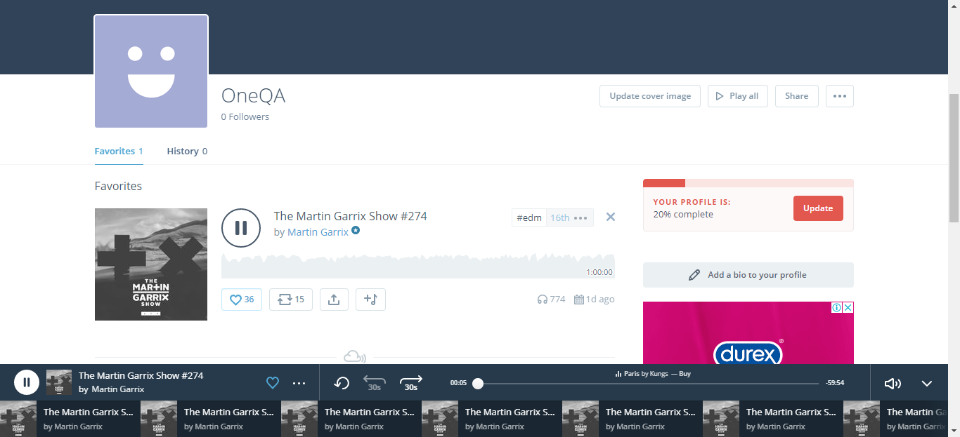 OneQA
0 Followers
Update cover image
Play all
Share
Favorites 1
History 0
Favorites
THE
MAR+IN
GARRIX
SHOW
The Martin Garrix Show #274
by Martin Garrix
#edm 16th
1:00:00
36
15
774
1d ago
YOUR PROFILE IS:
20% complete
Update
Add a bio to your profile
durex
The Martin Garrix Show #274
by Martin Garrix
30s
30s
00:05
Paris by Kungs — Buy
-59:54
The Martin Garrix S...
by Martin Garrix
The Martin Garrix S...
by Martin Garrix
The Martin Garrix S...
by Martin Garrix
The Martin Garrix S...
by Martin Garrix
The Martin Garrix S...
by Martin Garrix
The Martin Garrix S...
by Martin Garrix
The Martin G
by Martin Garrix